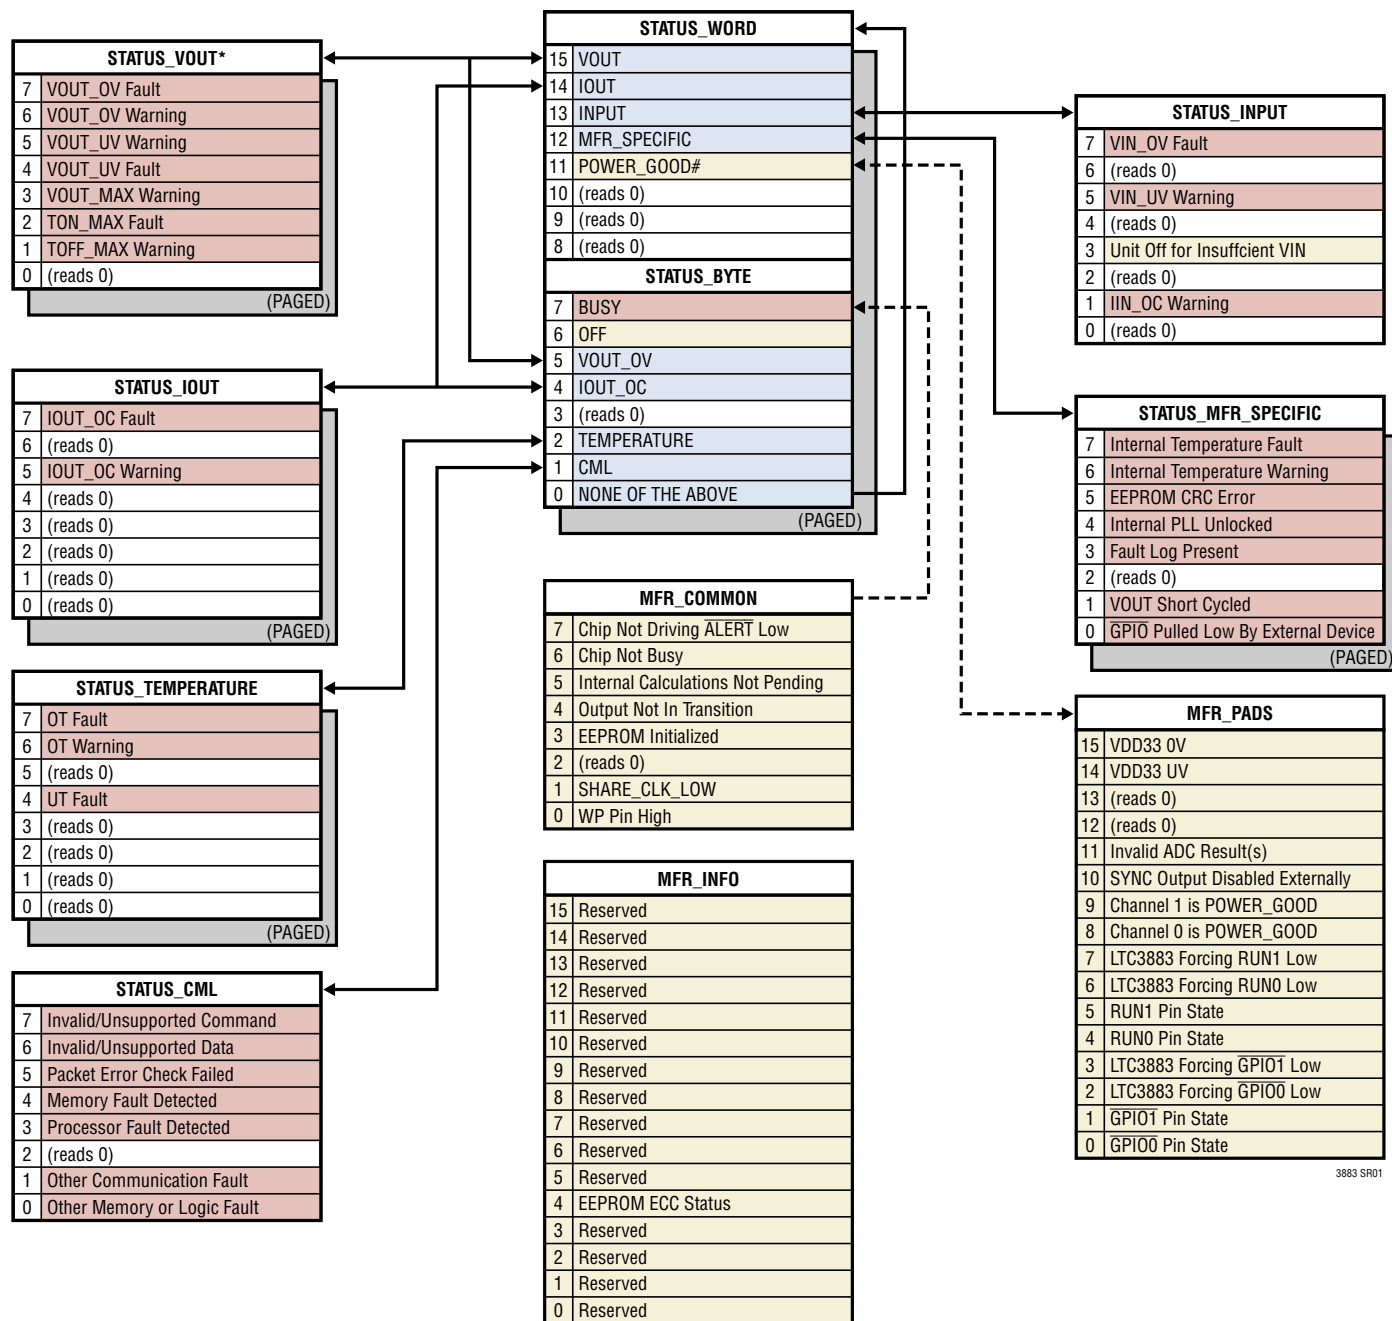 STATUS_VOUT*
7 VOUT_OV Fault
6 VOUT_OV Warning
5 VOUT_UV Warning
4 VOUT_UV Fault
3 VOUT_MAX Warning
2 TON_MAX Fault
1 TOFF_MAX Warning
0 (reads 0)
(PAGED)
STATUS_IOUT
7 IOUT_OC Fault
6 (reads 0)
5 IOUT_OC Warning
4 (reads 0)
3 (reads 0)
2 (reads 0)
1 (reads 0)
0 (reads 0)
(PAGED)
STATUS_TEMPERATURE
7 OT Fault
6 OT Warning
5 (reads 0)
4 UT Fault
3 (reads 0)
2 (reads 0)
1 (reads 0)
0 (reads 0)
(PAGED)
STATUS_CML
7 Invalid/Unsupported Command
6 Invalid/Unsupported Data
5 Packet Error Check Failed
4 Memory Fault Detected
3 Processor Fault Detected
2 (reads 0)
1 Other Communication Fault
0 Other Memory or Logic Fault
STATUS_WORD
15 VOUT
14 IOUT
13 INPUT
12 MFR_SPECIFIC
11 POWER_GOOD#
10 (reads 0)
9 (reads 0)
8 (reads 0)
STATUS_BYTE
7 BUSY
6 OFF
5 VOUT_OV
4 IOUT_OC
3 (reads 0)
2 TEMPERATURE
1 CML
0 NONE OF THE ABOVE
(PAGED)
MFR_COMMON
7 Chip Not Driving ALERT Low
6 Chip Not Busy
5 Internal Calculations Not Pending
4 Output Not In Transition
3 EEPROM Initialized
2 (reads 0)
1 SHARE_CLK_LOW
0 WP Pin High
MFR_INFO
15 Reserved
14 Reserved
13 Reserved
12 Reserved
11 Reserved
10 Reserved
9 Reserved
8 Reserved
7 Reserved
6 Reserved
5 Reserved
4 EEPROM ECC Status
3 Reserved
2 Reserved
1 Reserved
0 Reserved
STATUS_INPUT
7 VIN_OV Fault
6 (reads 0)
5 VIN_UV Warning
4 (reads 0)
3 Unit Off for Insuffcient VIN
2 (reads 0)
1 IIN_OC Warning
0 (reads 0)
STATUS_MFR_SPECIFIC
7 Internal Temperature Fault
6 Internal Temperature Warning
5 EEPROM CRC Error
4 Internal PLL Unlocked
3 Fault Log Present
2 (reads 0)
1 VOUT Short Cycled
0 GPIO Pulled Low By External Device
(PAGED)
MFR_PADS
15 VDD33 OV
14 VDD33 UV
13 (reads 0)
12 (reads 0)
11 Invalid ADC Result(s)
10 SYNC Output Disabled Externally
9 Channel 1 is POWER_GOOD
8 Channel 0 is POWER_GOOD
7 LTC3883 Forcing RUN1 Low
6 LTC3883 Forcing RUN0 Low
5 RUN1 Pin State
4 RUN0 Pin State
3 LTC3883 Forcing GPIO1 Low
2 LTC3883 Forcing GPIO0 Low
1 GPIO1 Pin State
0 GPIO0 Pin State
3883 SR01